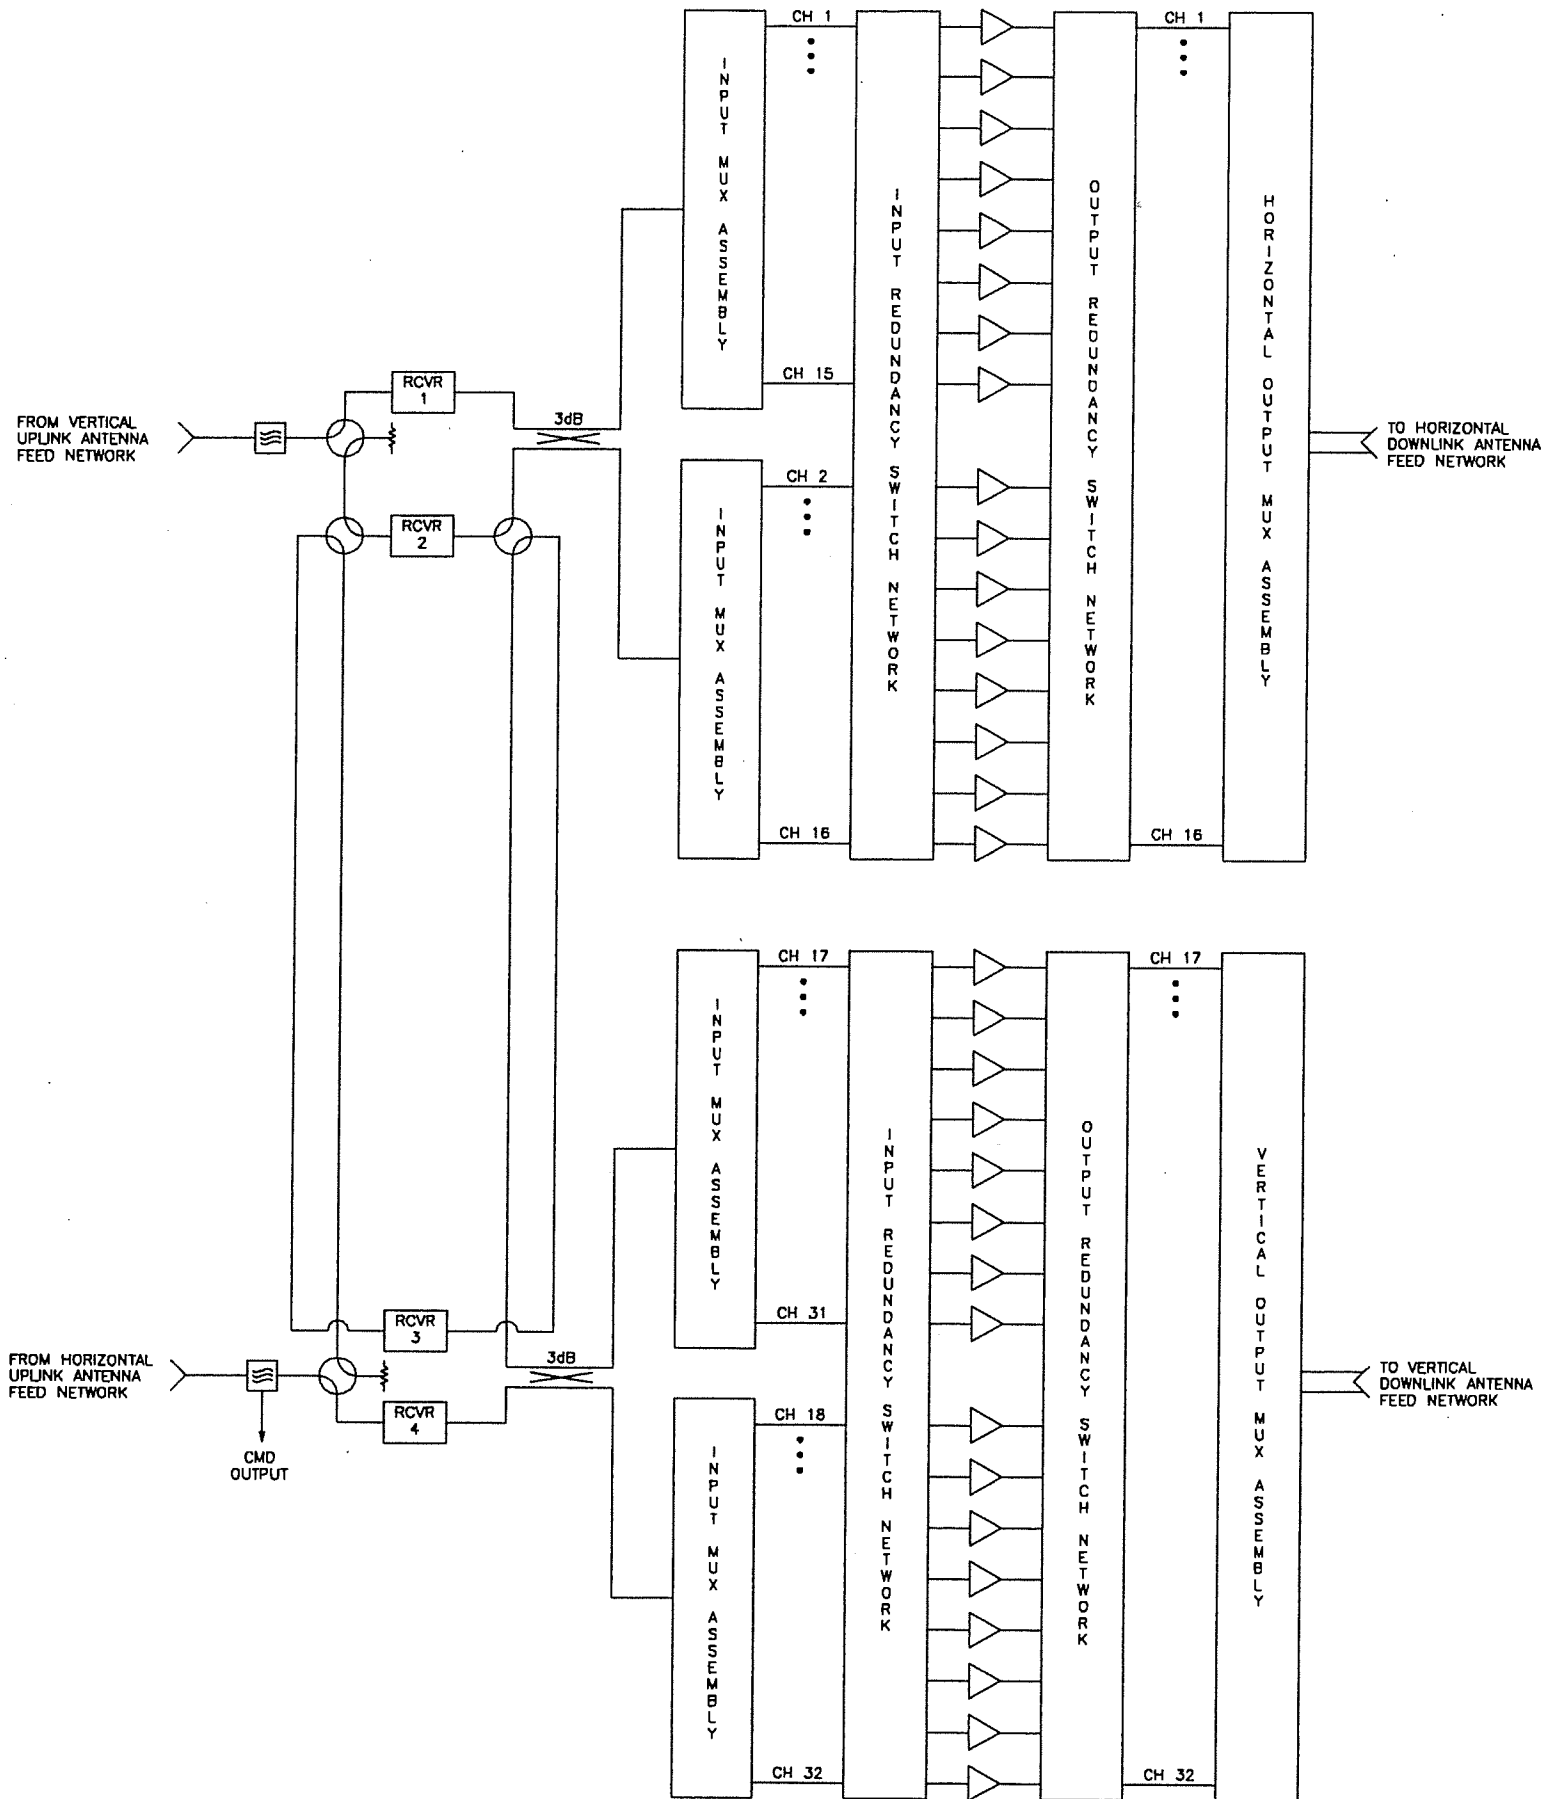 CH 1
CH 1
INPUT MUX ASSEMBLY
INPUT REDUNDANCY SWITCH NETWORK
OUTPUT REDUNDANCY SWITCH NETWORK
HORIZONTAL OUTPUT MUX ASSEMBLY
CH 15
RCVR
1
3dB
FROM VERTICAL
UPLINK ANTENNA
FEED NETWORK
TO HORIZONTAL
DOWNLINK ANTENNA
FEED NETWORK
CH 2
RCVR
2
INPUT MUX ASSEMBLY
CH 16
CH 16
CH 17
CH 17
INPUT MUX ASSEMBLY
INPUT REDUNDANCY SWITCH NETWORK
OUTPUT REDUNDANCY SWITCH NETWORK
VERTICAL OUTPUT MUX ASSEMBLY
CH 31
RCVR
3
3dB
FROM HORIZONTAL
UPLINK ANTENNA
FEED NETWORK
TO VERTICAL
DOWNLINK ANTENNA
FEED NETWORK
RCVR
4
CH 18
CMD
OUTPUT
INPUT MUX ASSEMBLY
CH 32
CH 32